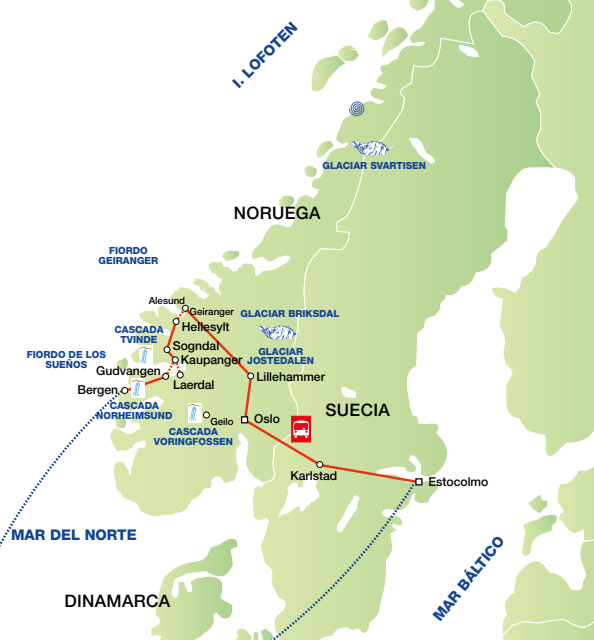 I. LOFOTEN
GLACIAR SVARTISEN
NORUEGA
FIORDO
GEIRANGER
Alesund
Geiranger
GLACIAR BRIKSDAL
Hellesylt
CASCADA
TVINDE
Sogndal
GLACIAR
JOSTEDALEN
FIORDO DE LOS
SUEÑOS
Kaupanger
Gudvangen
Laerdal
Lillehammer
Bergen
CASCADA
NORHEIMSUND
SUECIA
Geilo
Oslo
CASCADA
VORINGFOSSEN
Karlstad
Estocolmo
MAR DEL NORTE
MAR BÁLTICO
DINAMARCA